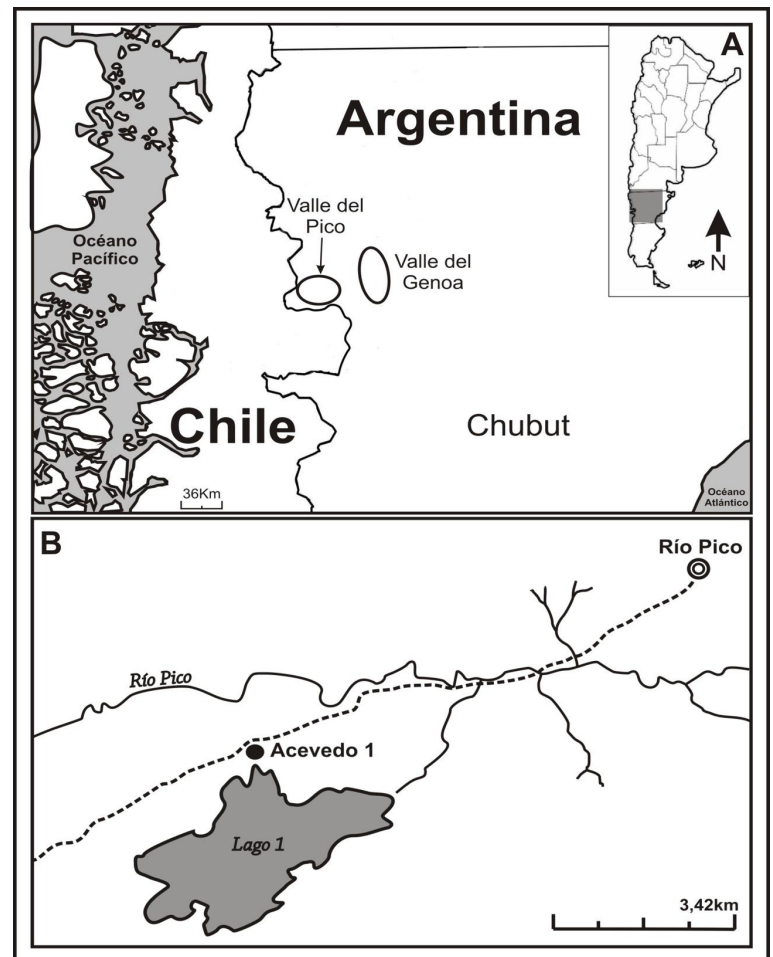 A
Argentina
N
Valle del
Pico
Océano
Pacífico
Valle del
Genoa
Chile
Chubut
36Km
Océano
Atlántico
B
Río Pico
Río Pico
Acevedo 1
Lago 1
3,42km